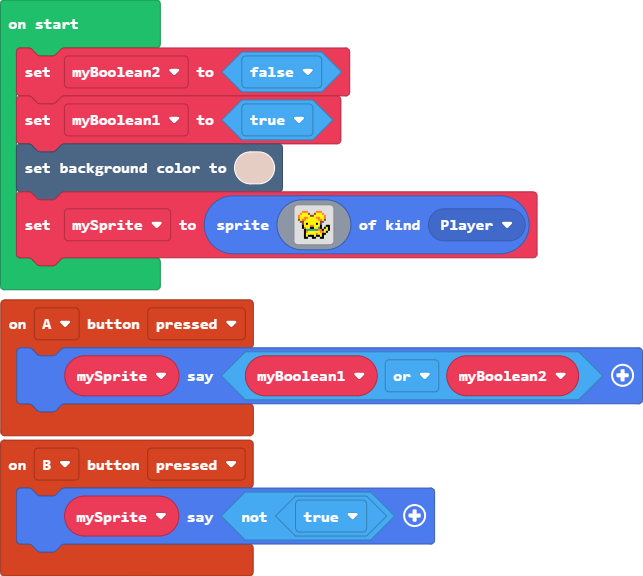 on start
set myBoolean2 to false
set myBoolean1 to true
set background color to
set mySprite to sprite of kind Player
on A button pressed
mySprite say myBoolean1 or myBoolean2
on B button pressed
mySprite say not true